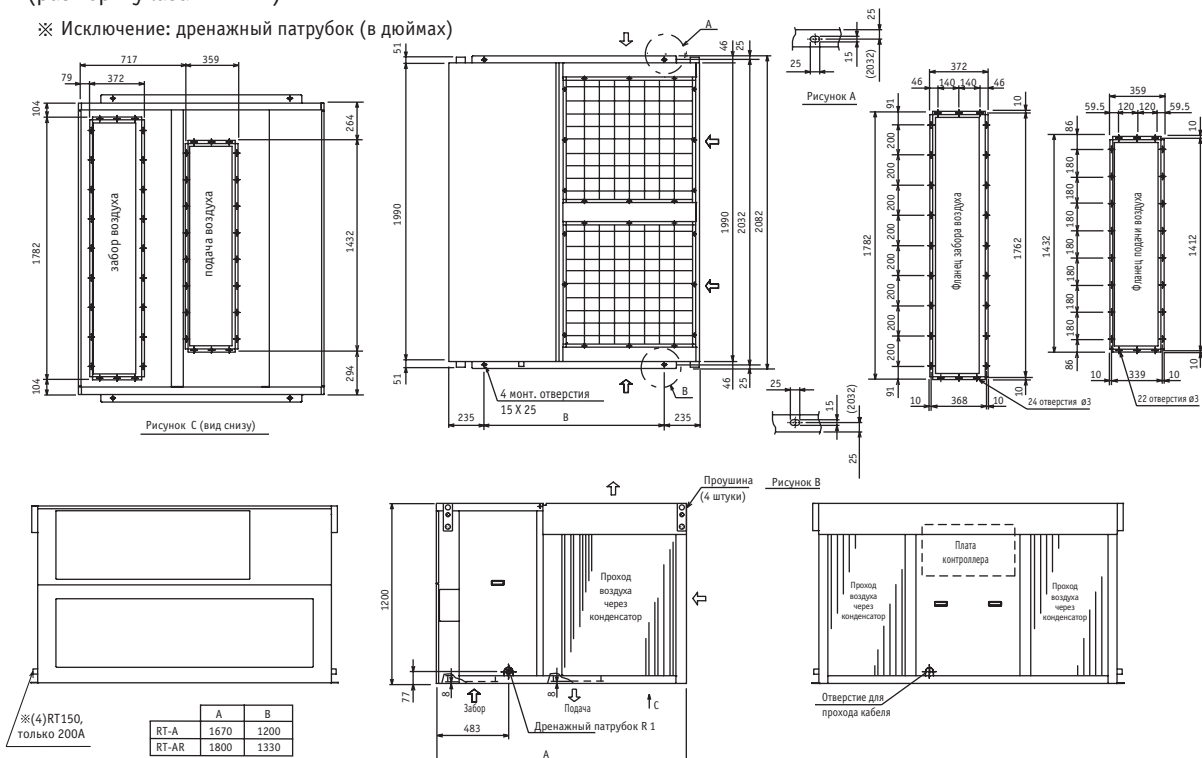 ※ Исключение: дренажный патрубок (в дюймах)
717
359
79
372
104
1782
104
264
1432
294
забор воздуха
подача воздуха
Рисунок С (вид снизу)
51
1990
51
46
25
A
1990
2032
2082
46
25
B
4 монт. отверстия
15 X 25
235
B
235
25
15
(2032)
25
Рисунок А
25
15
(2032)
25
Рисунок В
372
46
140
140
46
91
200
200
200
200
200
200
200
200
91
1782
10
1762
10
Фланец забора воздуха
10
368
10
24 отверстия ø3
359
59.5
120
120
59.5
86
180
180
180
180
180
180
180
86
1432
10
1412
10
Фланец подачи воздуха
10
339
10
22 отверстия ø3
※(4)RT150,
только 200А
A
B
RT-A
1670
1200
RT-AR
1800
1330
Проушина
(4 штуки)
1200
77
8
8
Проход
воздуха
через
конденсатор
Забор
Подача
C
483
Дренажный патрубок R 1
A
Плата
контроллера
Проход
воздуха
через
конденсатор
Проход
воздуха
через
конденсатор
Отверстие для
прохода кабеля